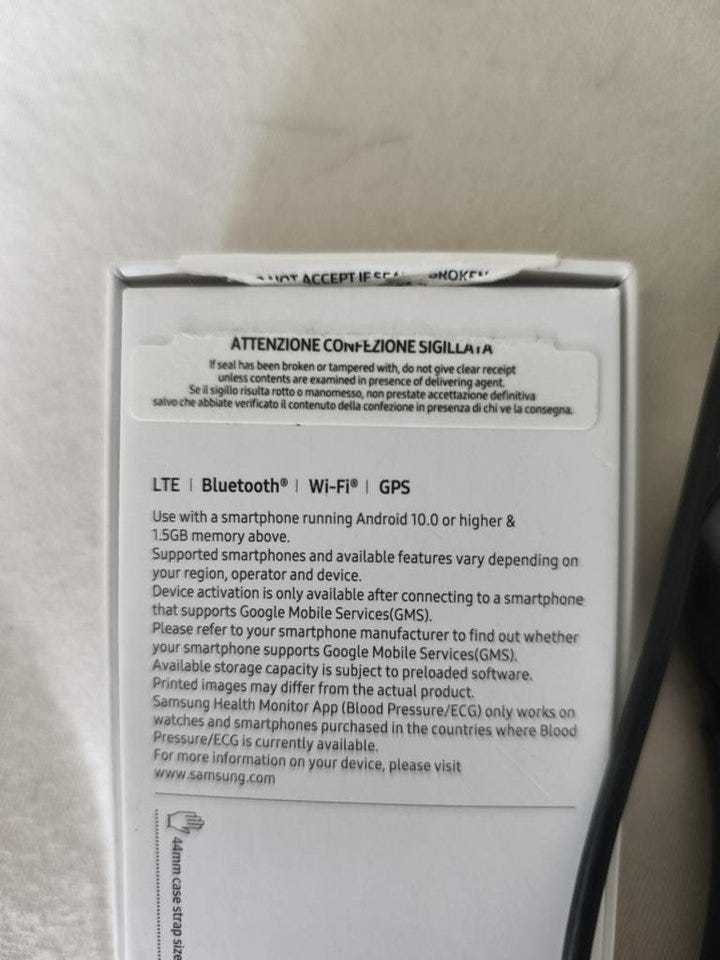 ACCEPT IF
ATTENZIONE CONFEZIONE SIGILLATA
If seal has been broken or tampered with, do not give clear receipt
unless contents are examined in presence of delivering agent.
Se il sigillo risulta rotto o manomesso, non prestate accettazione definitiva
salvo che abbiate verificato il contenuto della confezione in presenza di chi ve la consegna.
LTE | Bluetooth® | Wi-Fi® | GPS
Use with a smartphone running Android 10.0 or higher &
1.5GB memory above.
Supported smartphones and available features vary depending on
your region, operator and device.
Device activation is only available after connecting to a smartphone
that supports Google Mobile Services(GMS).
Please refer to your smartphone manufacturer to find out whether
your smartphone supports Google Mobile Services(GMS).
Available storage capacity is subject to preloaded software.
Printed images may differ from the actual product.
Samsung Health Monitor App (Blood Pressure/ECG) only works on
watches and smartphones purchased in the countries where Blood
Pressure/ECG is currently available.
For more information on your device, please visit
www.samsung.com
44mm case strap size